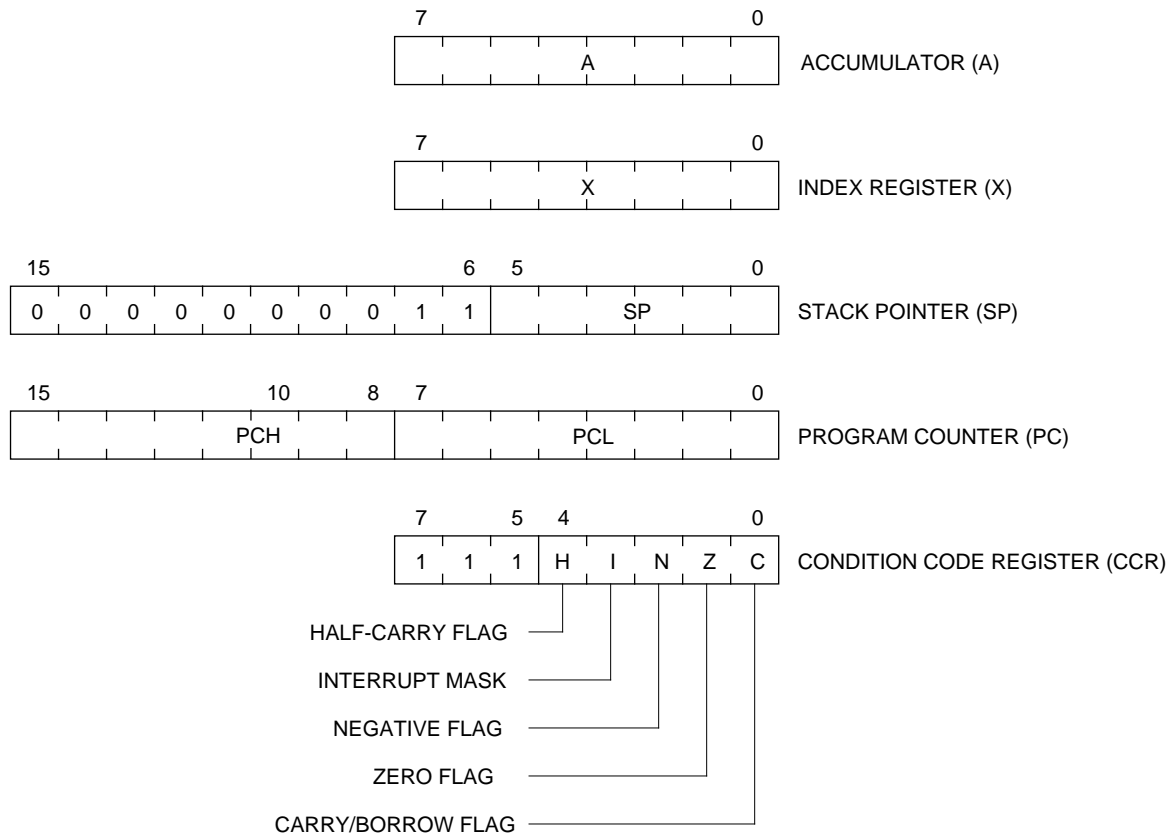 7 0
A ACCUMULATOR (A)
7 0
X INDEX REGISTER (X)
15 6 5 0
0 0 0 0 0 0 0 0 1 1 SP STACK POINTER (SP)
15 10 8 7 0
PCH PCL PROGRAM COUNTER (PC)
7 5 4 0
1 1 1 H I N Z C CONDITION CODE REGISTER (CCR)
HALF-CARRY FLAG
INTERRUPT MASK
NEGATIVE FLAG
ZERO FLAG
CARRY/BORROW FLAG